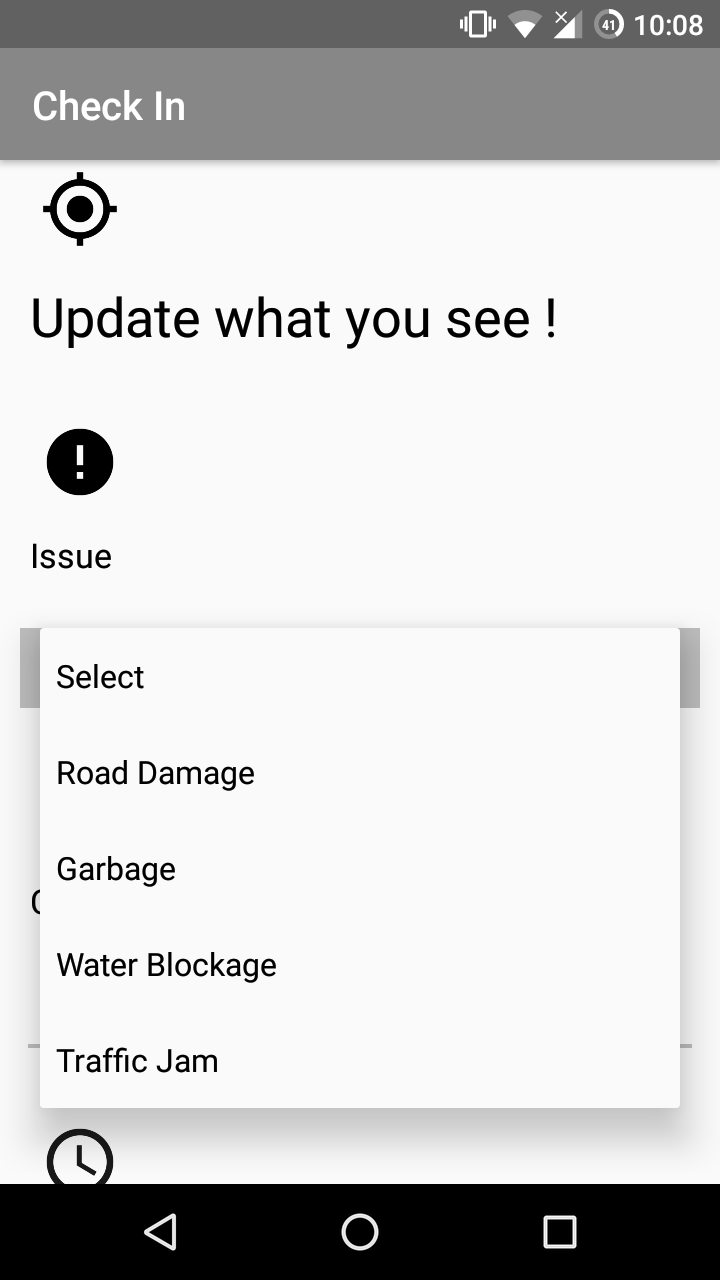 41 10:08
Check In
Update what you see !
Issue
Select
Road Damage
Garbage
Water Blockage
Traffic Jam